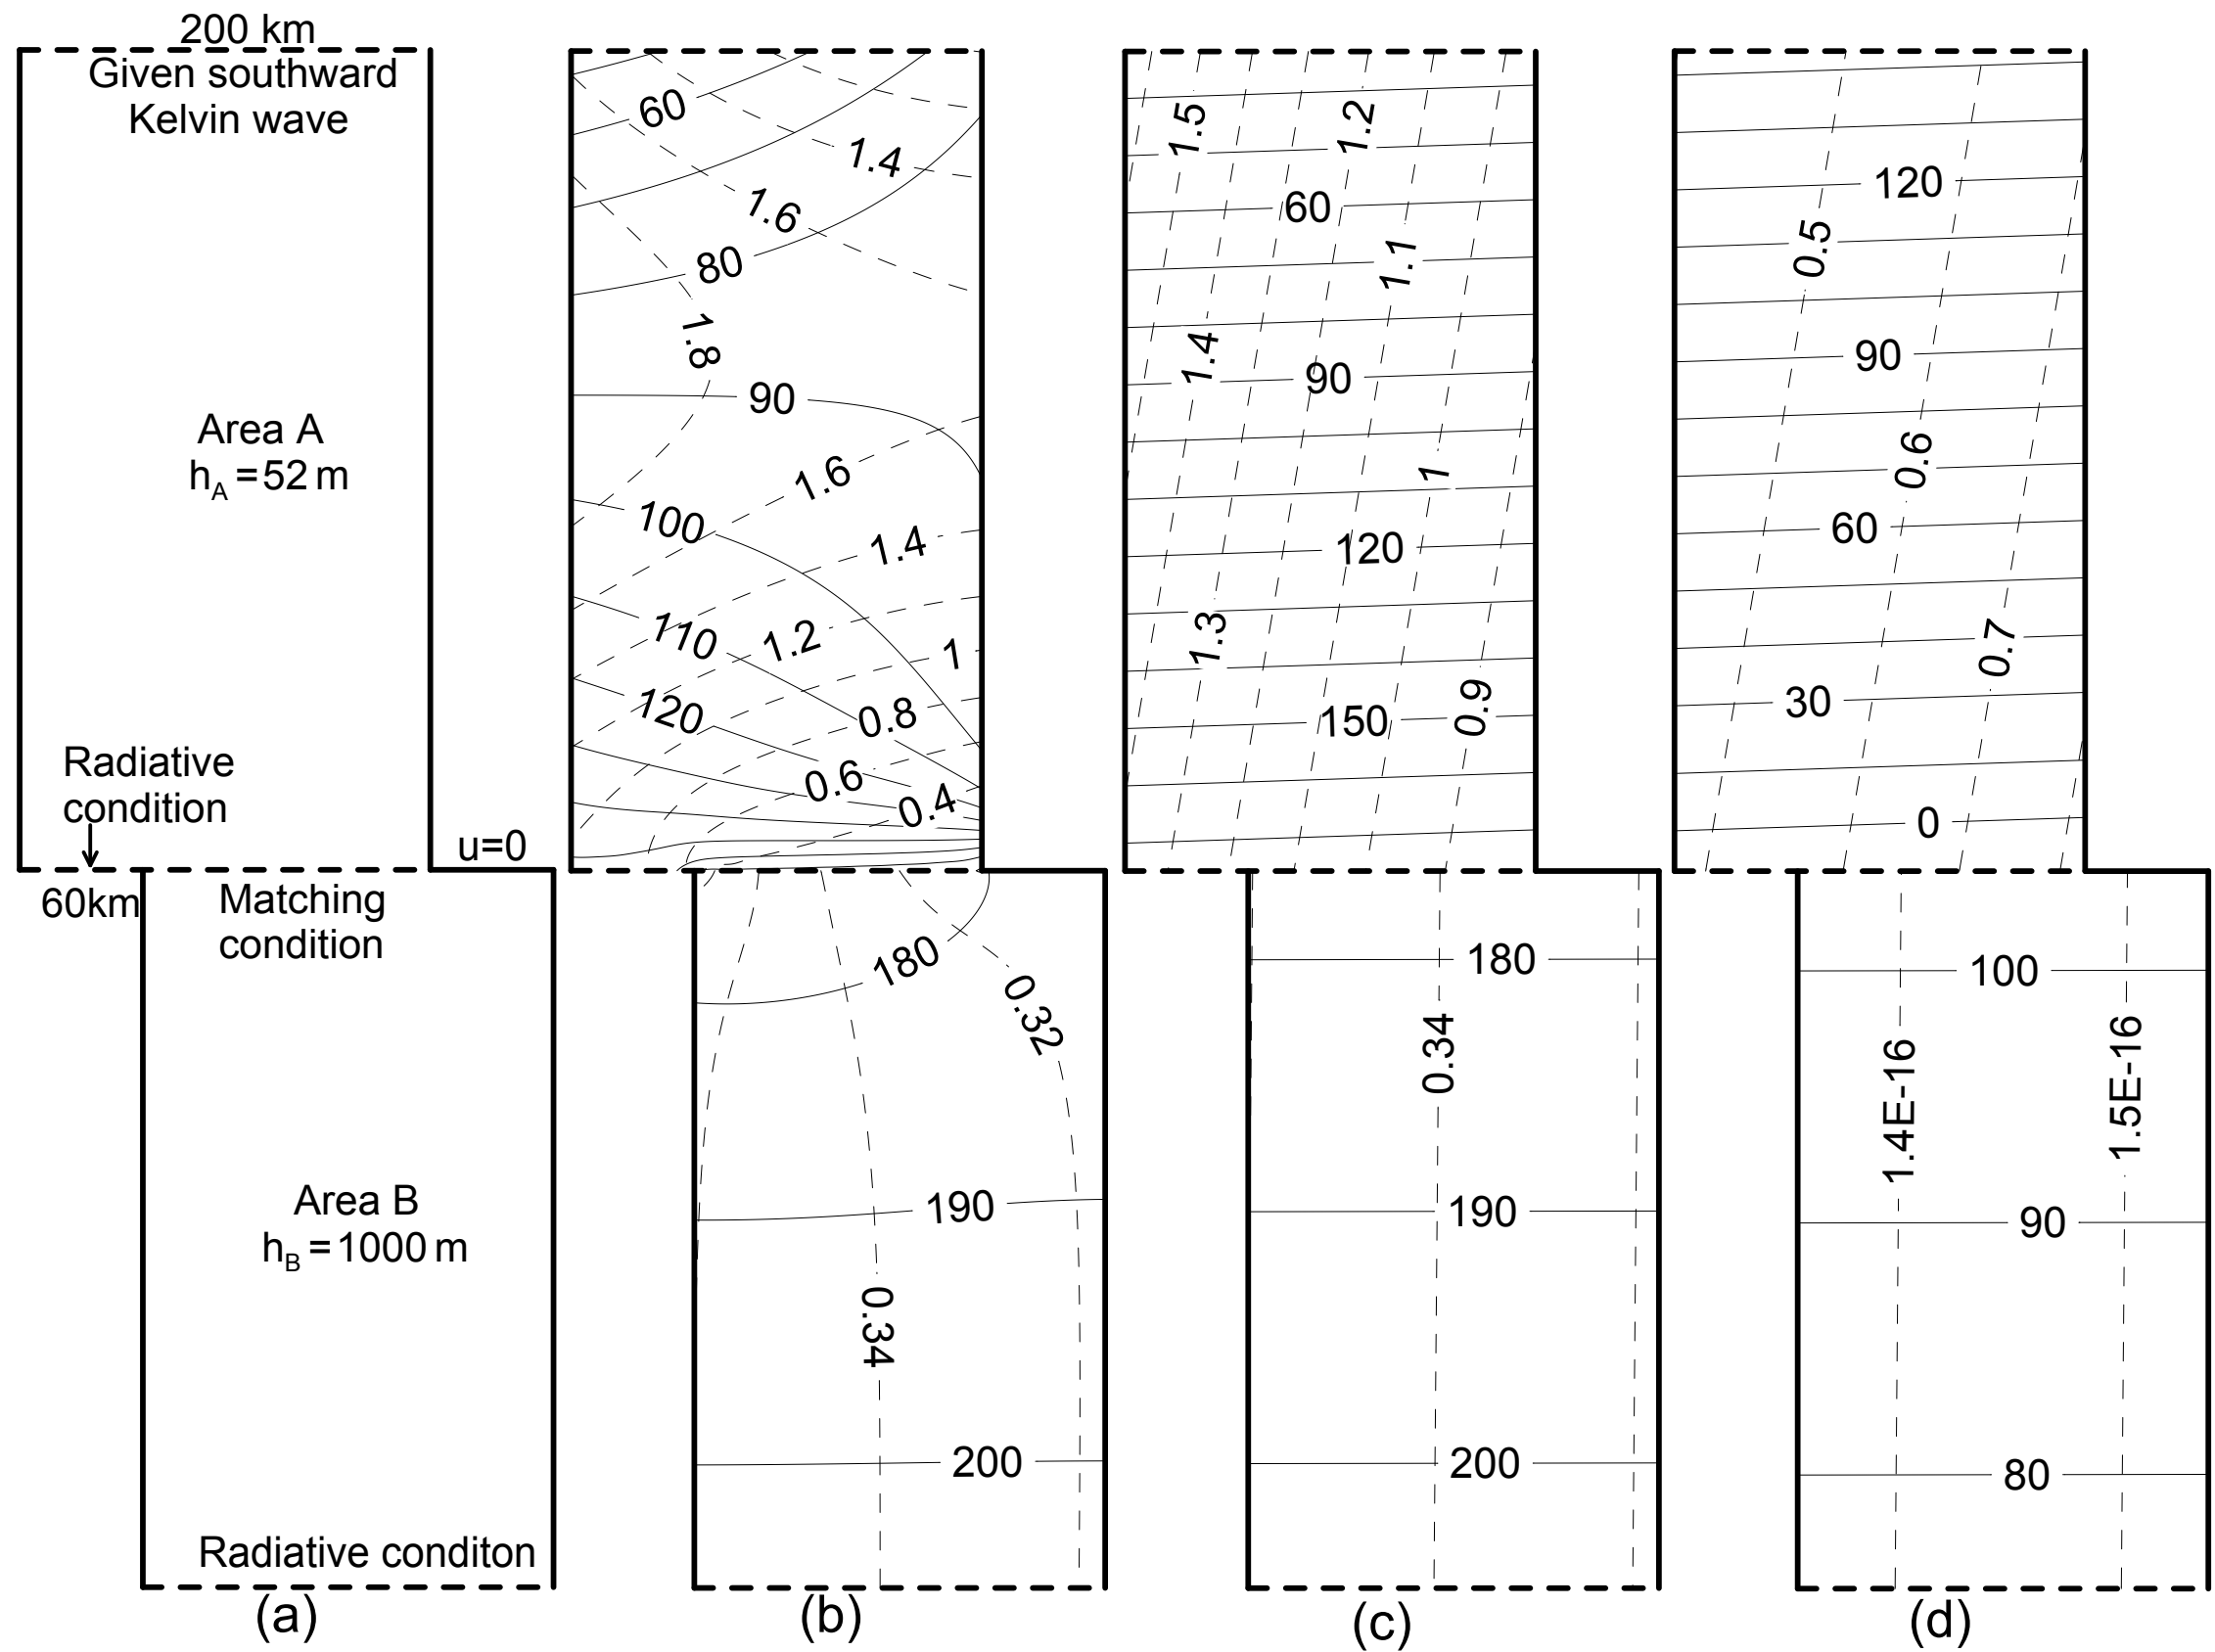 200 km
Given southward
Kelvin wave
Area A
hA = 52 m
Radiative
condition
u=0
60km
Matching
condition
Area B
hB = 1000 m
Radiative conditon
(a)
60
1.4
1.6
80
1.8
90
1.6
100
1.4
110
1.2
1
120
0.8
0.6
0.4
180
0.32
190
0.34
200
(b)
1.5
1.2
60
1.1
1.4
90
1
120
1.3
0.9
150
180
0.34
190
200
(c)
120
0.5
90
0.6
60
0.7
30
0
100
1.4E-16
1.5E-16
90
80
(d)